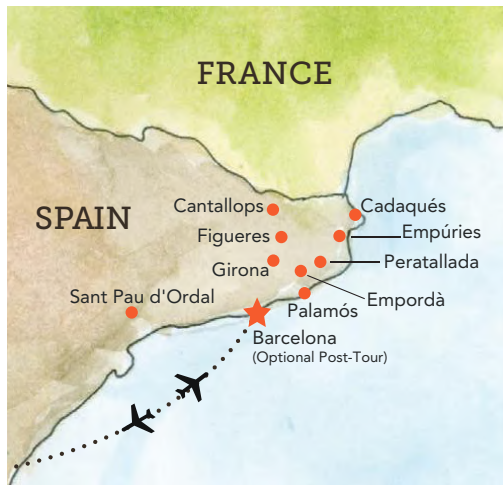 FRANCE
SPAIN
Cantallops
Cadaqués
Figueres
Empúries
Girona
Peratallada
Sant Pau d'Ordal
Empordà
Palamós
Barcelona
(Optional Post-Tour)